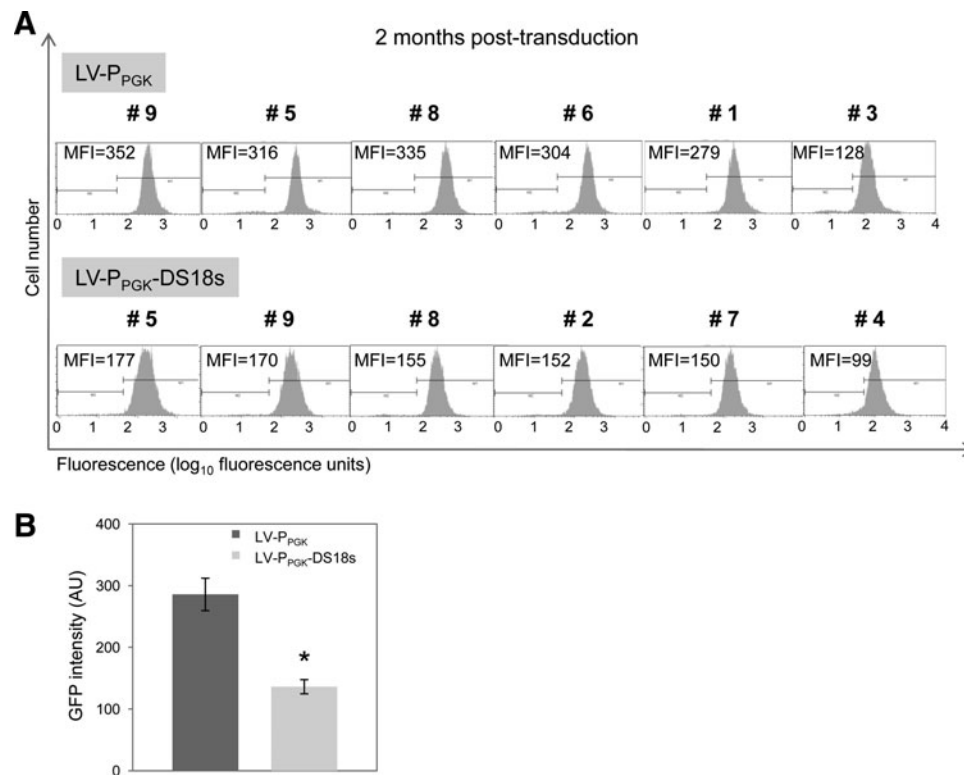 A
2 months post-transduction
LV-PPGK
# 9 # 5 # 8 # 6 # 1 # 3
MFI=352 MFI=316 MFI=335 MFI=304 MFI=279 MFI=128
0 1 2 3 0 1 2 3 0 1 2 3 0 1 2 3 0 1 2 3 0 1 2 3 4
Cell number
LV-PPGK-DS18s
# 5 # 9 # 8 # 2 # 7 # 4
MFI=177 MFI=170 MFI=155 MFI=152 MFI=150 MFI=99
0 1 2 3 0 1 2 3 0 1 2 3 0 1 2 3 0 1 2 3 0 1 2 3 4
Fluorescence (log10 fluorescence units)
B
GFP intensity (AU)
400
300
200
100
0
LV-PPGK
LV-PPGK-DS18s
*